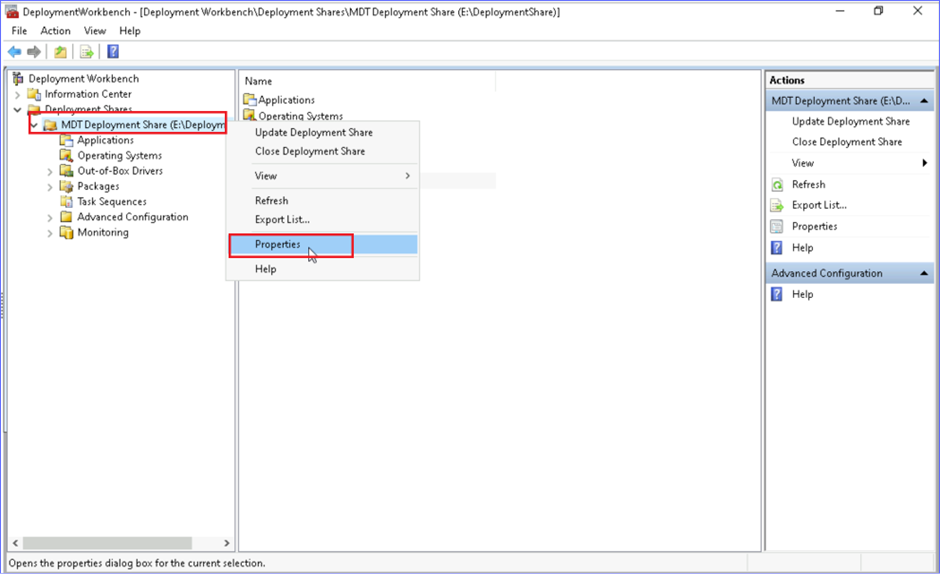 DeploymentWorkbench - [Deployment Workbench\Deployment Shares\MDT Deployment Share (E:\DeploymentShare)]
File Action View Help
Deployment Workbench
Information Center
Deployment Shares
MDT Deployment Share (E:\Deploym
Applications
Operating Systems
Out-of-Box Drivers
Packages
Task Sequences
Advanced Configuration
Monitoring
Name
Applications
Operating Systems
Update Deployment Share
Close Deployment Share
View
Refresh
Export List...
Properties
Help
Actions
MDT Deployment Share (E:\D...
Update Deployment Share
Close Deployment Share
View
Refresh
Export List...
Properties
Help
Advanced Configuration
Help
Opens the properties dialog box for the current selection.